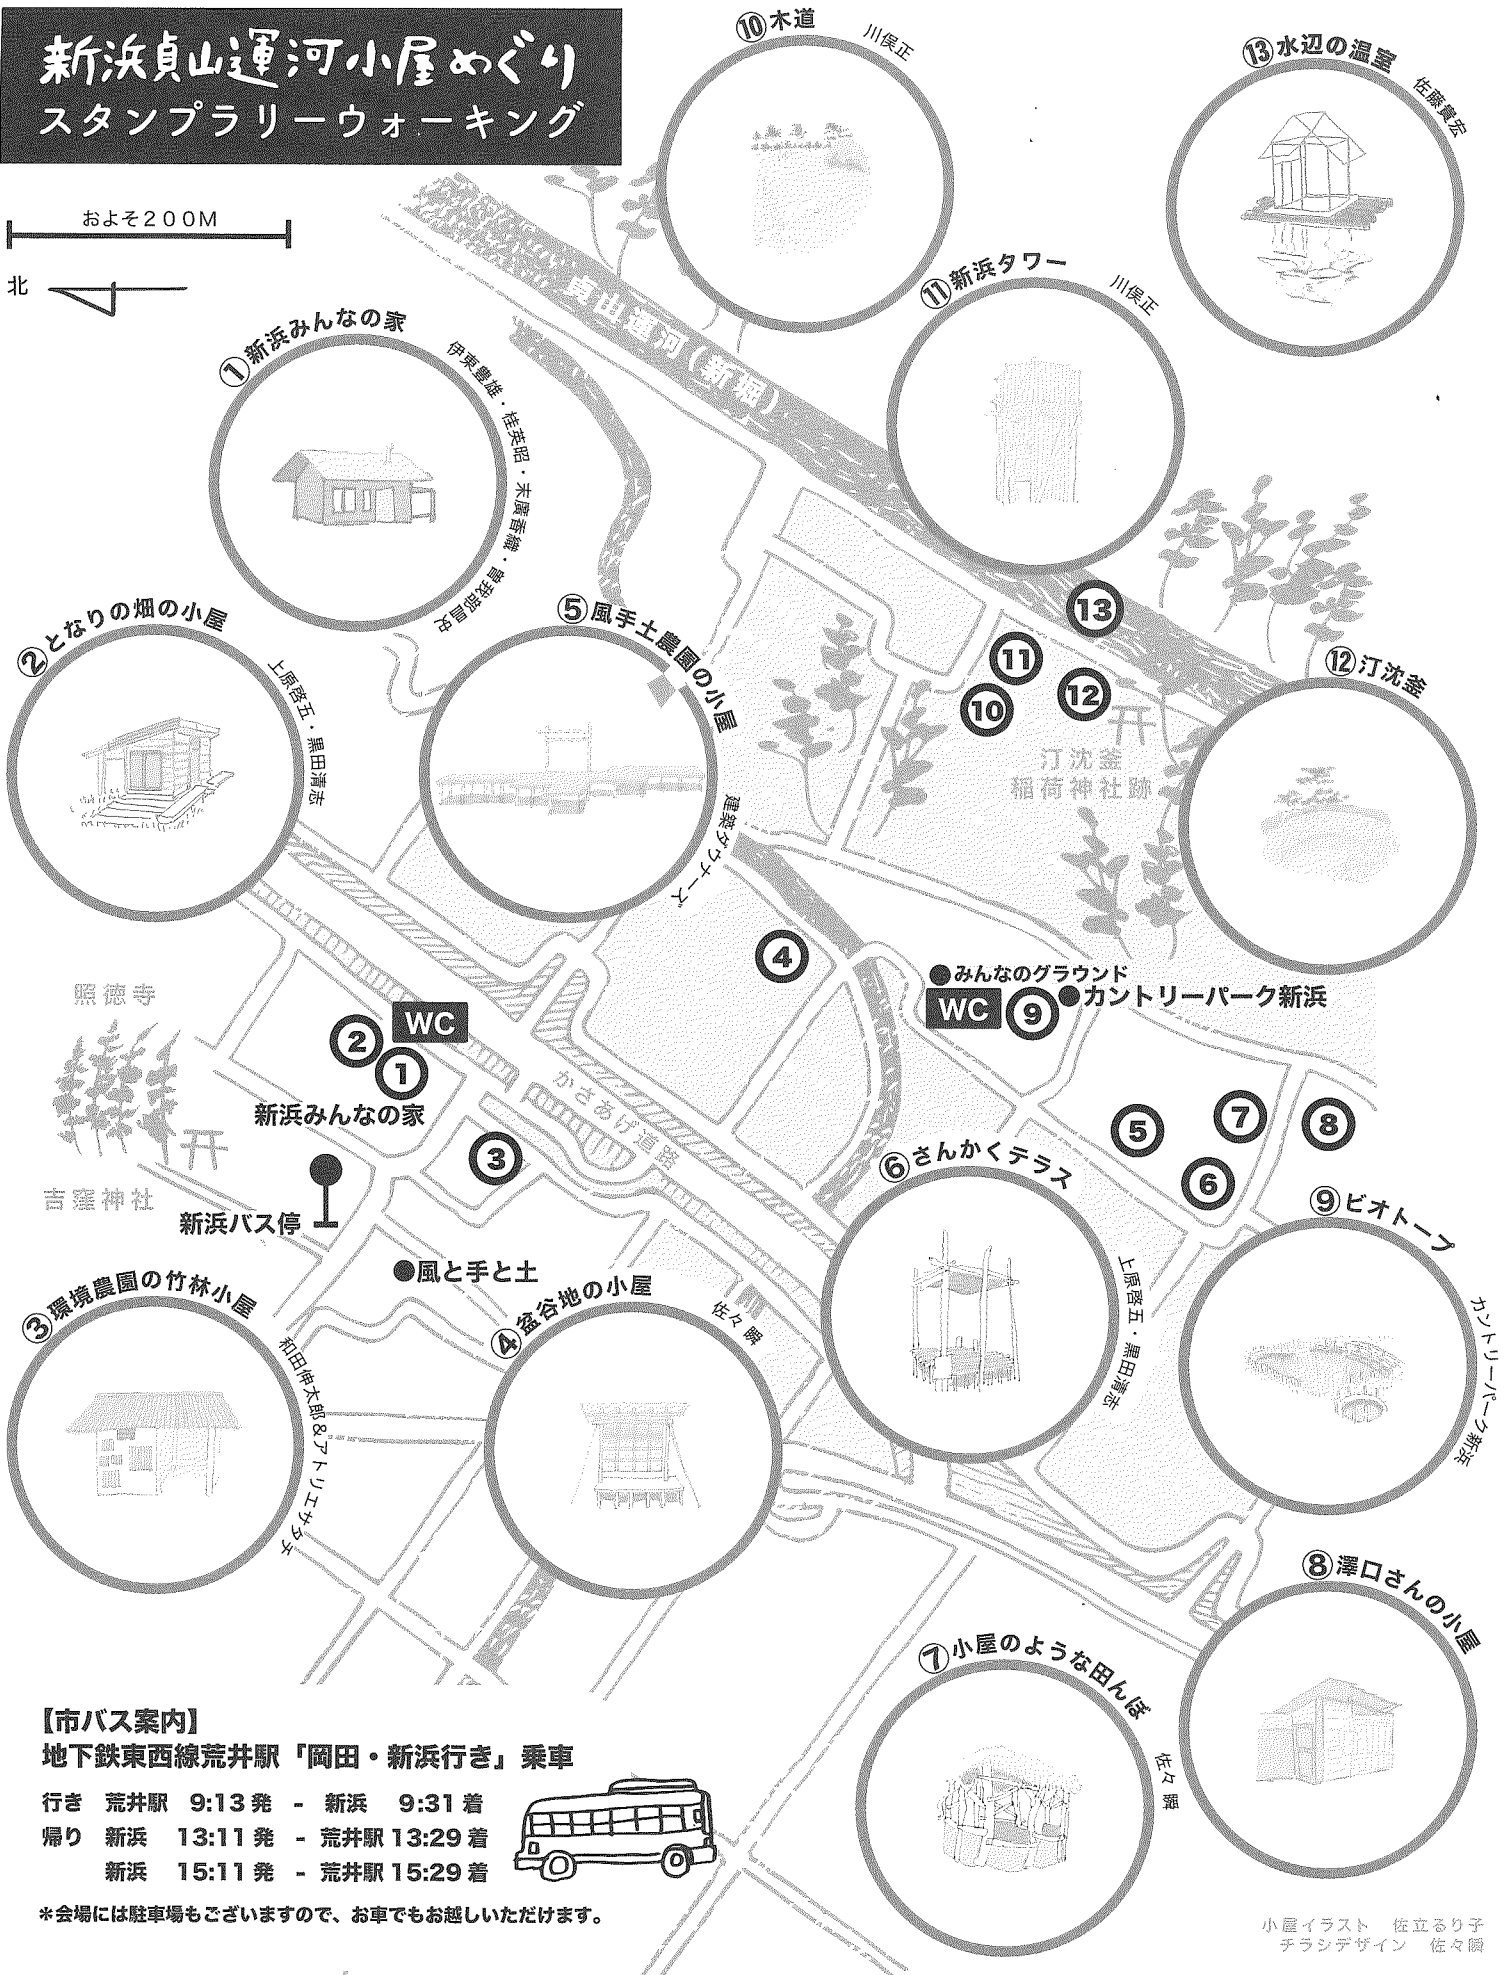 新浜貞山運河小屋めぐり
スタンプラリーウォーキング
およそ200M
北
貞山運河(新堀)
⑩木道
川俣正
⑬水辺の温室
佐藤貴宏
⑪新浜タワー
川俣正
①新浜みんなの家
伊東豊雄・桂英昭・末廣香織・曽我部昌史
②となりの畑の小屋
上原啓五・黒田清志
⑤風手土農園の小屋
建築ダウナーズ
⑫汀沈釜
13
11
12
10
汀沈釜
稲荷神社跡
4
●みんなのグラウンド
WC
9
●カントリーパーク新浜
照徳寺
WC
2
1
新浜みんなの家
かさあげ道路
3
5
7
8
6
吉窪神社
新浜バス停
●風と手と土
⑥さんかくテラス
上原啓五・黒田清志
⑨ビオトープ
カントリーパーク新浜
③環境農園の竹林小屋
和田伸太郎&アトリエサタチ
④盆谷地の小屋
佐々瞬
⑧澤口さんの小屋
⑦小屋のような田んぼ
佐々瞬
【市バス案内】
地下鉄東西線荒井駅「岡田・新浜行き」乗車
行き 荒井駅 9:13発 - 新浜 9:31着
帰り 新浜 13:11発 - 荒井駅13:29着
新浜 15:11発 - 荒井駅15:29着
＊会場には駐車場もございますので、お車でもお越しいただけます。
小屋イラスト 佐立るり子
チラシデザイン 佐々瞬